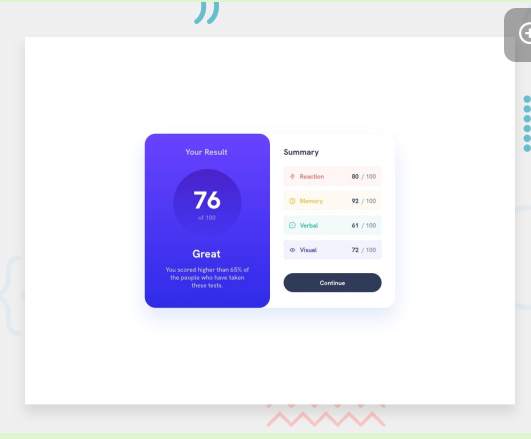 Your Result
76
of 100
Great
You scored higher than 65% of
the people who have taken
these tests.
Summary
Reaction 80 / 100
Memory 92 / 100
Verbal 61 / 100
Visual 72 / 100
Continue